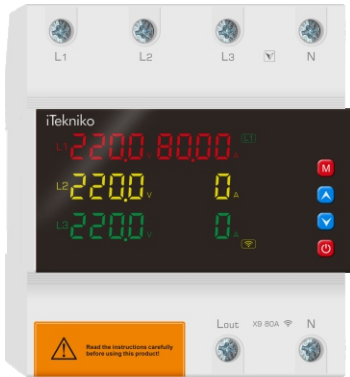 L1 L2 L3 N
iTekniko
L1 220.0 V 80.00 A L1
L2 220.0 V 0 A
L3 220.0 V 0 A
M
Lout X9 80A N
Read the instructions carefully
before using this product!